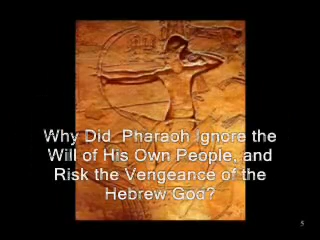 Why Did Pharaoh Ignore the
Will of His Own People, and
Risk the Vengeance of the
Hebrew God?
5